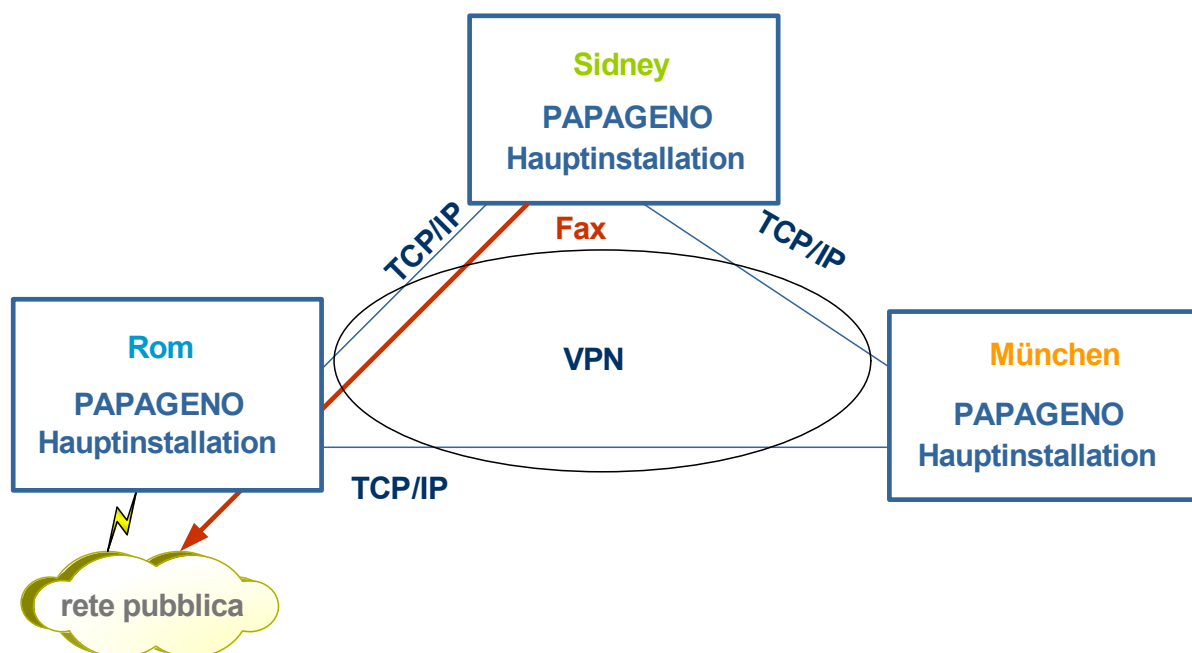 Sidney
PAPAGENO
Hauptinstallation
TCP/IP
Fax
TCP/IP
Rom
PAPAGENO
Hauptinstallation
VPN
München
PAPAGENO
Hauptinstallation
TCP/IP
rete pubblica